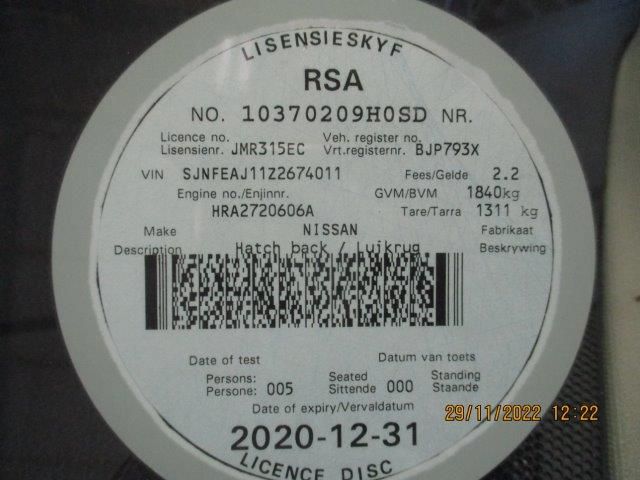 LISENSIESKYF
RSA
NO. 10370209H0SD NR.
Licence no. Veh. register no.
Lisensienr. JMR315EC Vrt.registernr. BJP793X
VIN SJNFEAJ11Z2674011 Fees/Gelde 2.2
Engine no./Enjinnr. GVM/BVM 1840kg
HRA2720606A Tare/Tarra 1311 kg
Make NISSAN Fabrikaat
Description Hatch back / Luikrug Beskrywing
Date of test Datum van toets
Persons: Seated Standing
Persone: 005 Sittende 000 Staande
Date of expiry/Vervaldatum
29/11/2022 12:22
2020-12-31
LICENCE DISC